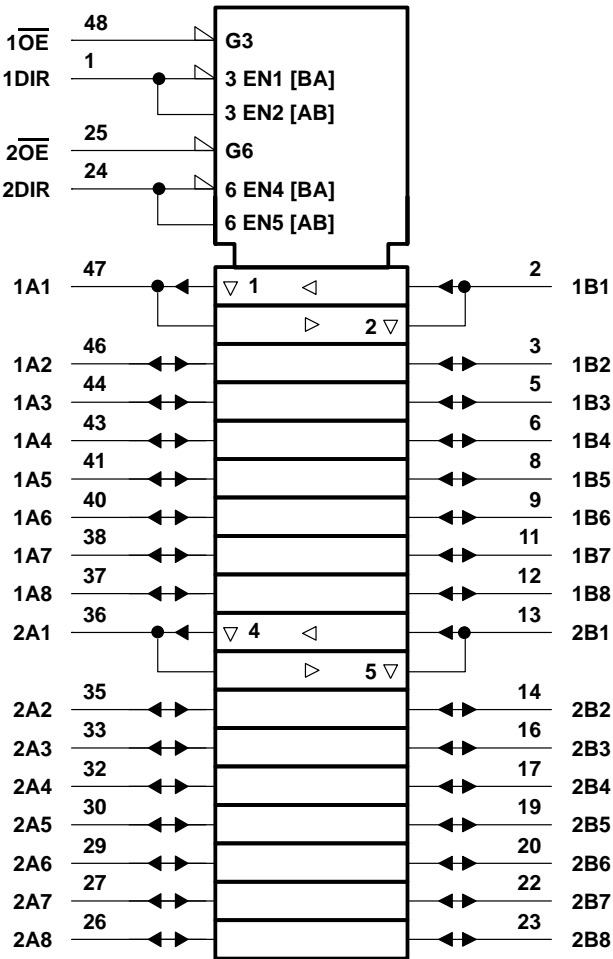 48
1OE
G3
1
1DIR
3 EN1 [BA]
3 EN2 [AB]
25
2OE
G6
24
2DIR
6 EN4 [BA]
6 EN5 [AB]
47 2
1A1 1 1B1
2
46 3
1A2 1B2
44 5
1A3 1B3
43 6
1A4 1B4
41 8
1A5 1B5
40 9
1A6 1B6
38 11
1A7 1B7
37 12
1A8 1B8
36 13
2A1 4 2B1
5
35 14
2A2 2B2
33 16
2A3 2B3
32 17
2A4 2B4
30 19
2A5 2B5
29 20
2A6 2B6
27 22
2A7 2B7
26 23
2A8 2B8